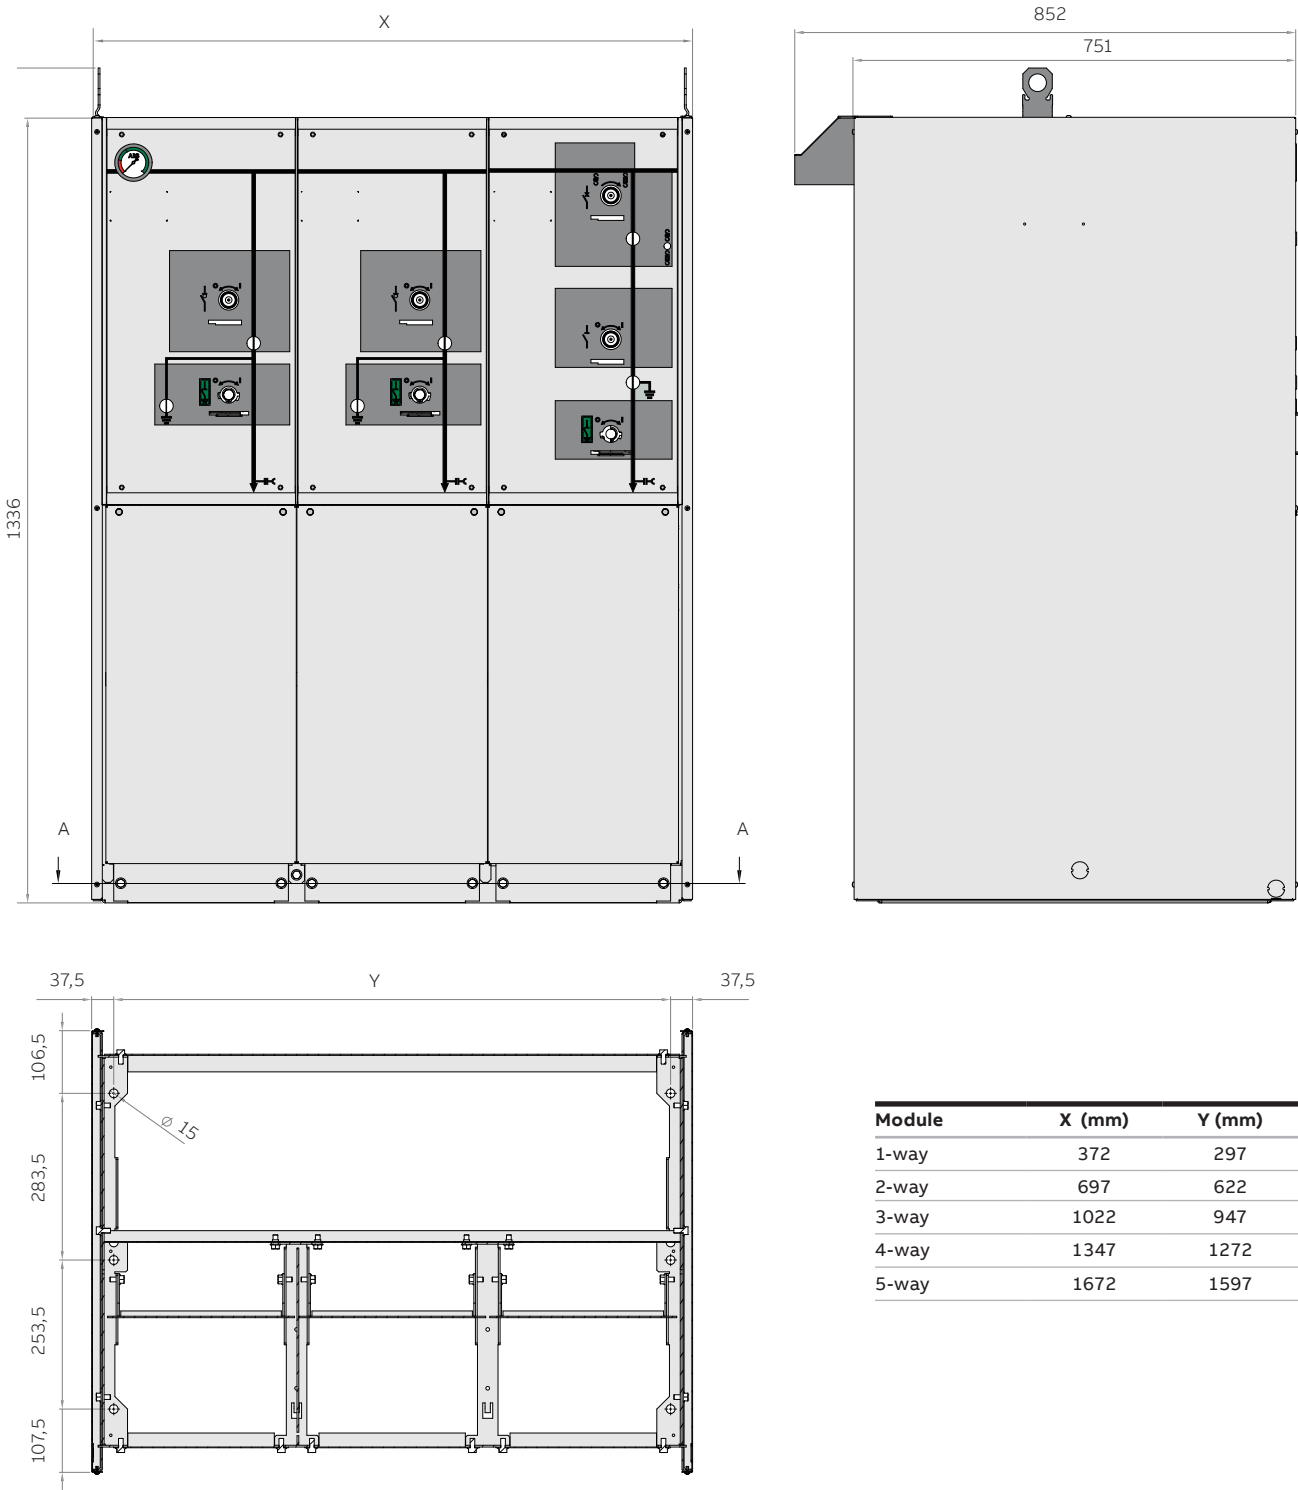 X
852
751
ABB
1336
A
A
37,5
Y
37,5
106,5
283,5
253,5
107,5
⌀ 15
Module X (mm) Y (mm)
1-way 372 297
2-way 697 622
3-way 1022 947
4-way 1347 1272
5-way 1672 1597